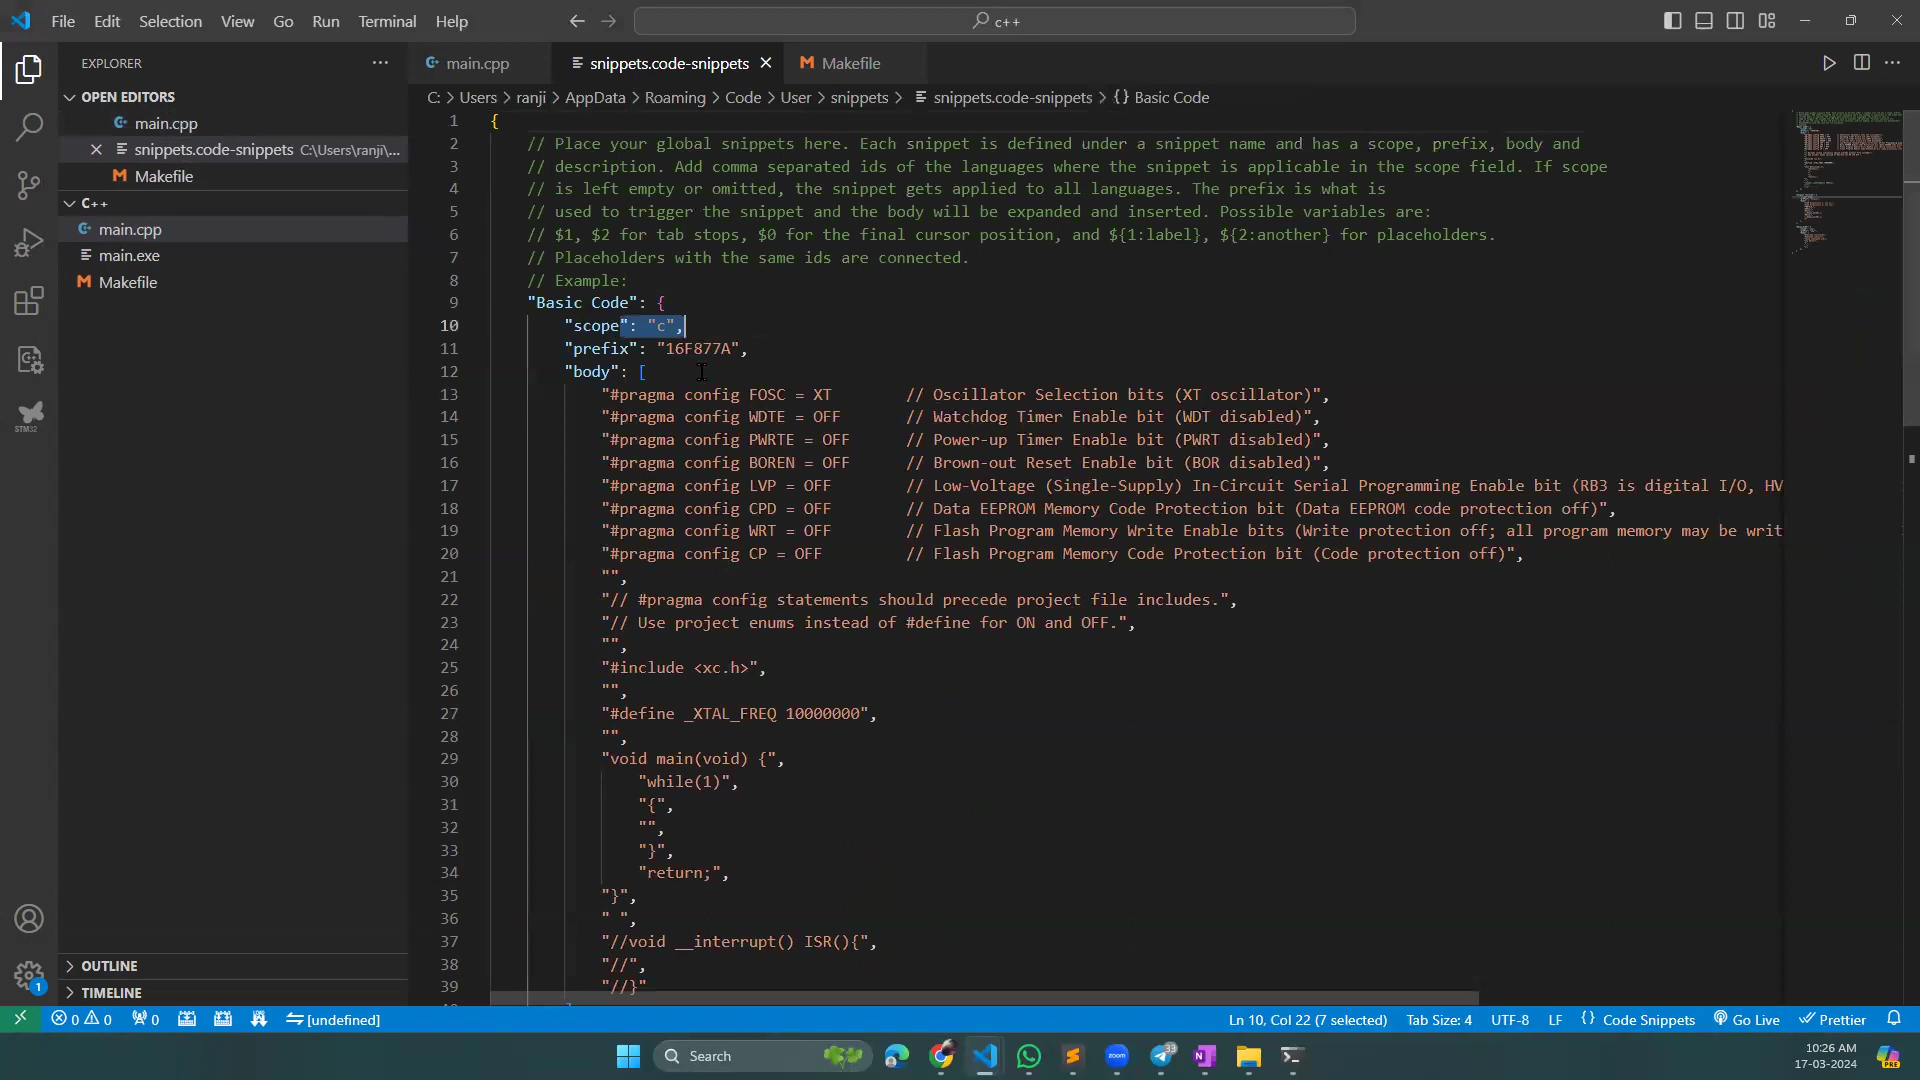 File Edit Selection View Go Run Terminal Help
c++
EXPLORER
OPEN EDITORS
main.cpp
snippets.code-snippets C:\Users\ranji\...
Makefile
C++
main.cpp
main.exe
Makefile
STM32
OUTLINE
TIMELINE
main.cpp snippets.code-snippets Makefile
C: > Users > ranji > AppData > Roaming > Code > User > snippets > snippets.code-snippets > {} Basic Code
1 {
2 // Place your global snippets here. Each snippet is defined under a snippet name and has a scope, prefix, body and
3 // description. Add comma separated ids of the languages where the snippet is applicable in the scope field. If scope
4 // is left empty or omitted, the snippet gets applied to all languages. The prefix is what is
5 // used to trigger the snippet and the body will be expanded and inserted. Possible variables are:
6 // $1, $2 for tab stops, $0 for the final cursor position, and ${1:label}, ${2:another} for placeholders.
7 // Placeholders with the same ids are connected.
8 // Example:
9 "Basic Code": {
10 "scope": "c",
11 "prefix": "16F877A",
12 "body": [
13 "#pragma config FOSC = XT // Oscillator Selection bits (XT oscillator)",
14 "#pragma config WDTE = OFF // Watchdog Timer Enable bit (WDT disabled)",
15 "#pragma config PWRTE = OFF // Power-up Timer Enable bit (PWRT disabled)",
16 "#pragma config BOREN = OFF // Brown-out Reset Enable bit (BOR disabled)",
17 "#pragma config LVP = OFF // Low-Voltage (Single-Supply) In-Circuit Serial Programming Enable bit (RB3 is digital I/O, HV
18 "#pragma config CPD = OFF // Data EEPROM Memory Code Protection bit (Data EEPROM code protection off)",
19 "#pragma config WRT = OFF // Flash Program Memory Write Enable bits (Write protection off; all program memory may be writ
20 "#pragma config CP = OFF // Flash Program Memory Code Protection bit (Code protection off)",
21 "",
22 "// #pragma config statements should precede project file includes.",
23 "// Use project enums instead of #define for ON and OFF.",
24 "",
25 "#include <xc.h>",
26 "",
27 "#define _XTAL_FREQ 10000000",
28 "",
29 "void main(void) {",
30 "while(1)",
31 "{",
32 "",
33 "}",
34 "return;",
35 "}",
36 " ",
37 "//void __interrupt() ISR(){",
38 "//",
39 "//}"
0 0 0 [undefined]
Ln 10, Col 22 (7 selected) Tab Size: 4 UTF-8 LF {} Code Snippets Go Live Prettier
1
Search
zoom
33
10:26 AM
17-03-2024
PRE